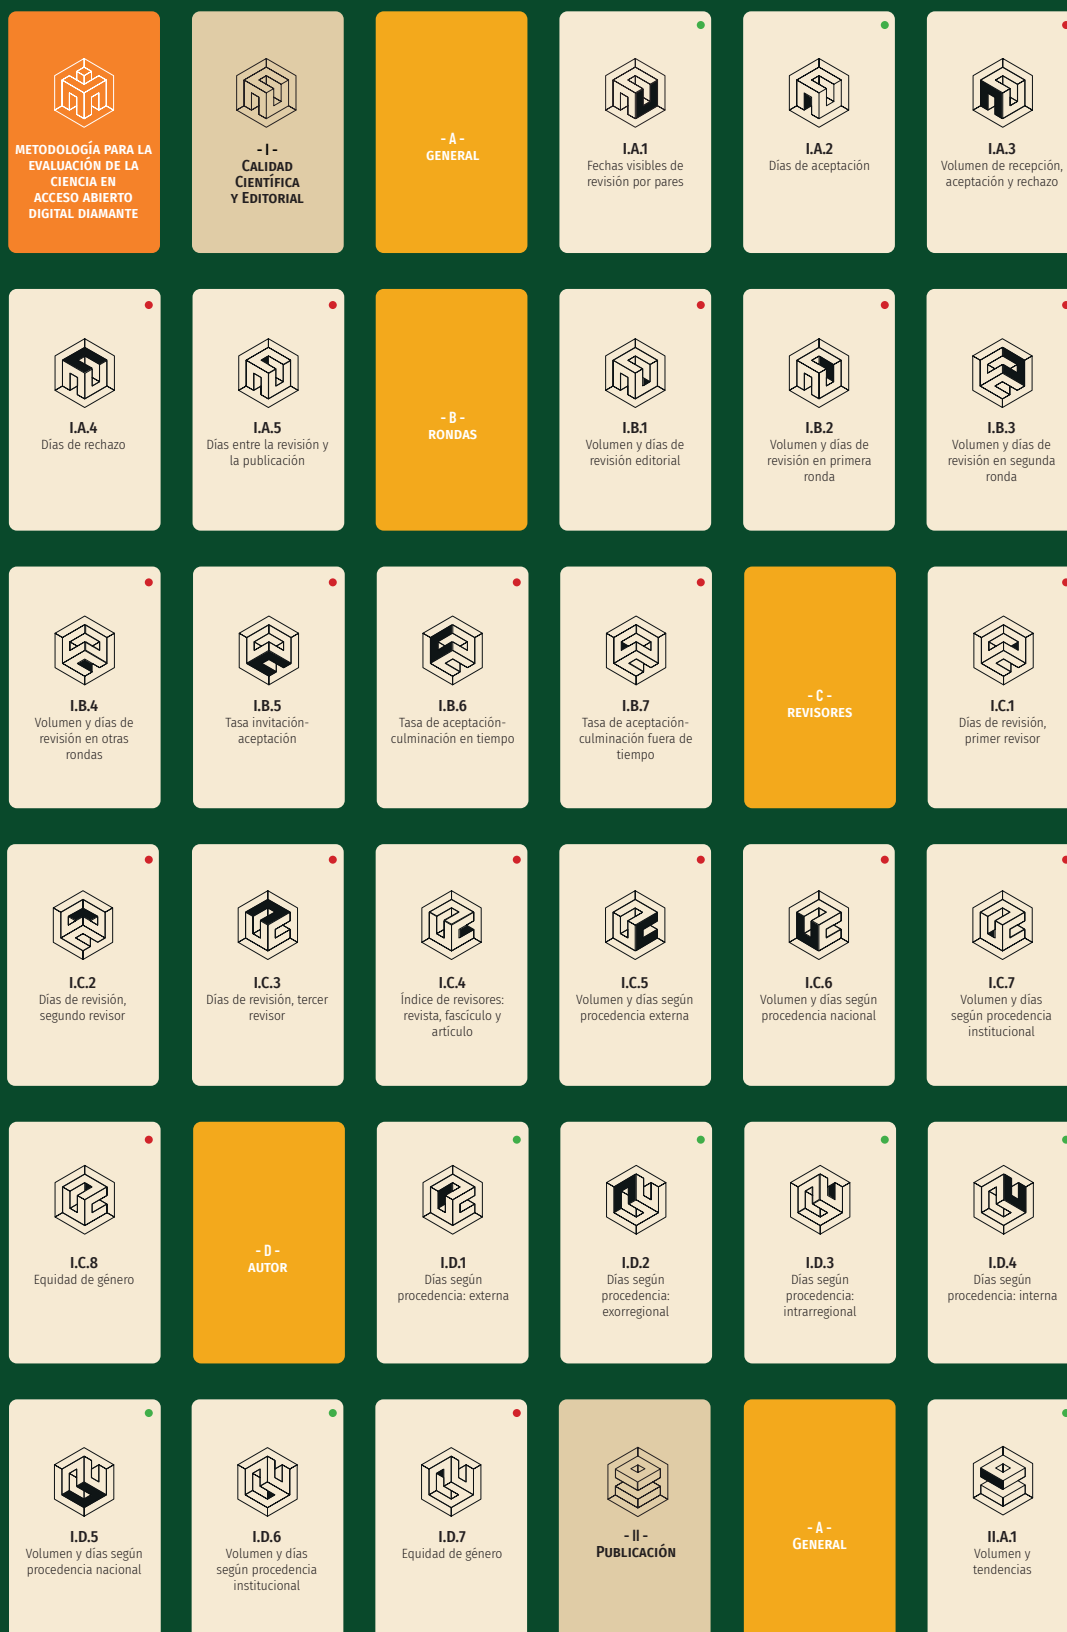 METODOLOGÍA PARA LA
EVALUACIÓN DE LA
CIENCIA EN
ACCESO ABIERTO
DIGITAL DIAMANTE
- I -
CALIDAD
CIENTÍFICA
Y EDITORIAL
- A -
GENERAL
I.A.1
Fechas visibles de
revisión por pares
I.A.2
Días de aceptación
I.A.3
Volumen de recepción,
aceptación y rechazo
I.A.4
Días de rechazo
I.A.5
Días entre la revisión y
la publicación
- B -
RONDAS
I.B.1
Volumen y días de
revisión editorial
I.B.2
Volumen y días de
revisión en primera
ronda
I.B.3
Volumen y días de
revisión en segunda
ronda
I.B.4
Volumen y días de
revisión en otras
rondas
I.B.5
Tasa invitación-
aceptación
I.B.6
Tasa de aceptación-
culminación en tiempo
I.B.7
Tasa de aceptación-
culminación fuera de
tiempo
- C -
REVISORES
I.C.1
Días de revisión,
primer revisor
I.C.2
Días de revisión,
segundo revisor
I.C.3
Días de revisión, tercer
revisor
I.C.4
Índice de revisores:
revista, fascículo y
artículo
I.C.5
Volumen y días según
procedencia externa
I.C.6
Volumen y días según
procedencia nacional
I.C.7
Volumen y días
según procedencia
institucional
I.C.8
Equidad de género
- D -
AUTOR
I.D.1
Días según
procedencia: externa
I.D.2
Días según
procedencia:
exorregional
I.D.3
Días según
procedencia:
intrarregional
I.D.4
Días según
procedencia: interna
I.D.5
Volumen y días según
procedencia nacional
I.D.6
Volumen y días
según procedencia
institucional
I.D.7
Equidad de género
- II -
PUBLICACIÓN
- A -
GENERAL
II.A.1
Volumen y
tendencias